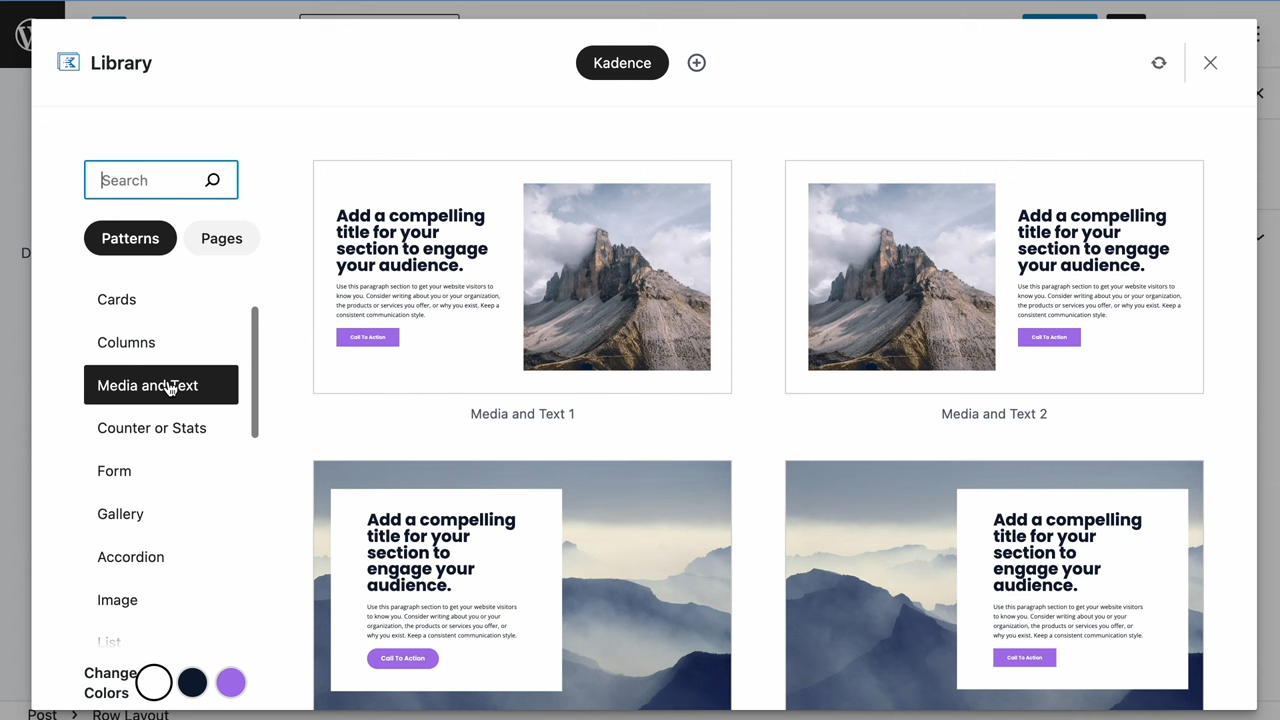 Library
Kadence
Search
Patterns
Pages
Cards
Columns
Media and Text
Counter or Stats
Form
Gallery
Accordion
Image
List
Change
Colors
Add a compelling
title for your
section to engage
your audience.
Use this paragraph section to get your website visitors to
know you. Consider writing about you or your organization,
the products or services you offer, or why you exist. Keep a
consistent communication style.
Call To Action
Media and Text 1
Add a compelling
title for your
section to engage
your audience.
Use this paragraph section to get your website visitors to
know you. Consider writing about you or your organization,
the products or services you offer, or why you exist. Keep a
consistent communication style.
Call To Action
Media and Text 2
Add a compelling
title for your
section to
engage your
audience.
Use this paragraph section to get your website visitors
to know you. Consider writing about you or your
organization, the products or services you offer, or
why you exist. Keep a consistent communication style.
Call To Action
Add a compelling
title for your
section to
engage your
audience.
Use this paragraph section to get your website visitors
to know you. Consider writing about you or your
organization, the products or services you offer, or
why you exist. Keep a consistent communication style.
Call To Action
Post > Row Layout